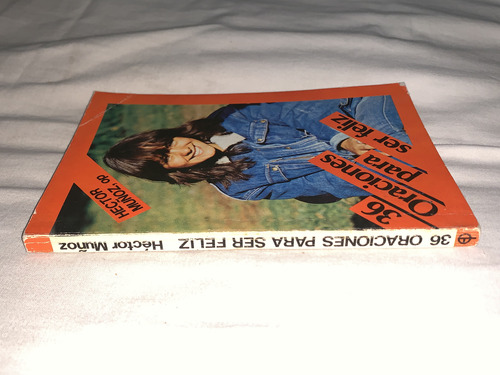 36
Oraciones
para
ser feliz
HECTOR
MUÑOZ op
36 ORACIONES PARA SER FELIZ Héctor Muñoz